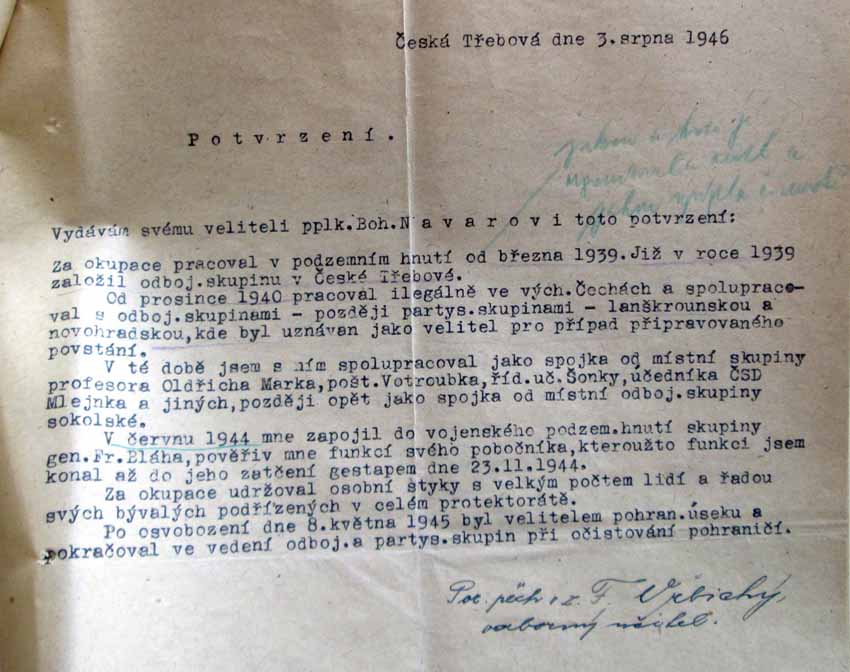 Česká Třebová dne 3.srpna 1946
Potvrzení.
Vydávám svému veliteli pplk.Boh.Navarovi toto potvrzení:
Za okupace pracoval v podzemním hnutí od března 1939.Již v roce 1939
založil odboj.skupinu v České Třebové.
Od prosince 1940 pracoval ilegálně ve vých.Čechách a spolupraco-
val s odboj.skupinami - později partys.skupinami - lanškrounskou a
novohradskou,kde byl uznáván jako velitel pro případ připravovaného
povstání.
V té době jsem s ním spolupracoval jako spojka od místní skupiny
profesora Oldřicha Marka,pošt.Votroubka,říd.uč.Šonky,účedníka ČSD
Mlejnka a jiných,později opět jako spojka od místní odboj.skupiny
sokolské.
V červnu 1944 mne zapojil do vojenského podzem.hnutí skupiny
gen.Fr.Bláha,pověřiv mne funkcí svého pobočníka,kteroužto funkci jsem
konal až do jeho zatčení gestapem dne 23.11.1944.
Za okupace udržoval osobní styky s velkým počtem lidí a řadou
svých bývalých podřízených v celém protektorátě.
Po osvobození dne 8.května 1945 byl velitelem pohran.úseku a
pokračoval ve vedení odboj.a partys.skupin při očistování pohraničí.
Por. pěch. v z. F. Vrbický,
odborný učitel.